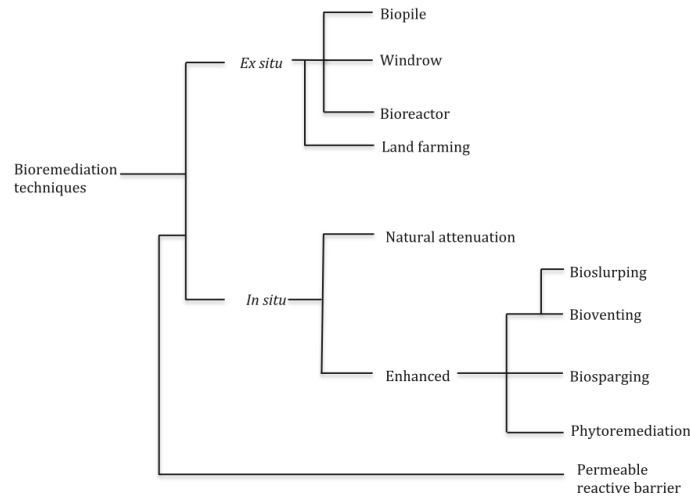 Biopile
Ex situ
Windrow
Bioreactor
Land farming
Bioremediation
techniques
Natural attenuation
In situ
Bioslurping
Bioventing
Enhanced
Biosparging
Phytoremediation
Permeable
reactive barrier